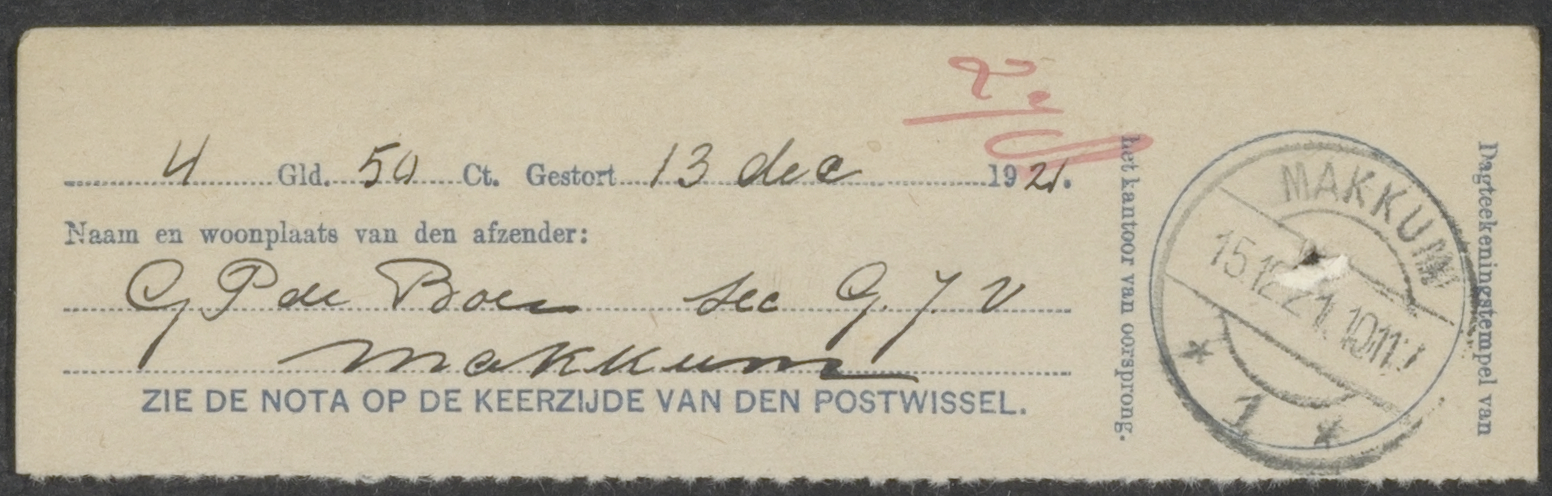 4 Gld. 50 Ct. Gestort 13 dec 1921.
Naam en woonplaats van den afzender:
G P de Boer sec G. J. V
Makkum
ZIE DE NOTA OP DE KEERZIJDE VAN DEN POSTWISSEL.
Dagteekeningstempel van
het kantoor van oorsprong.
MAKKUM
15.12.21.
1